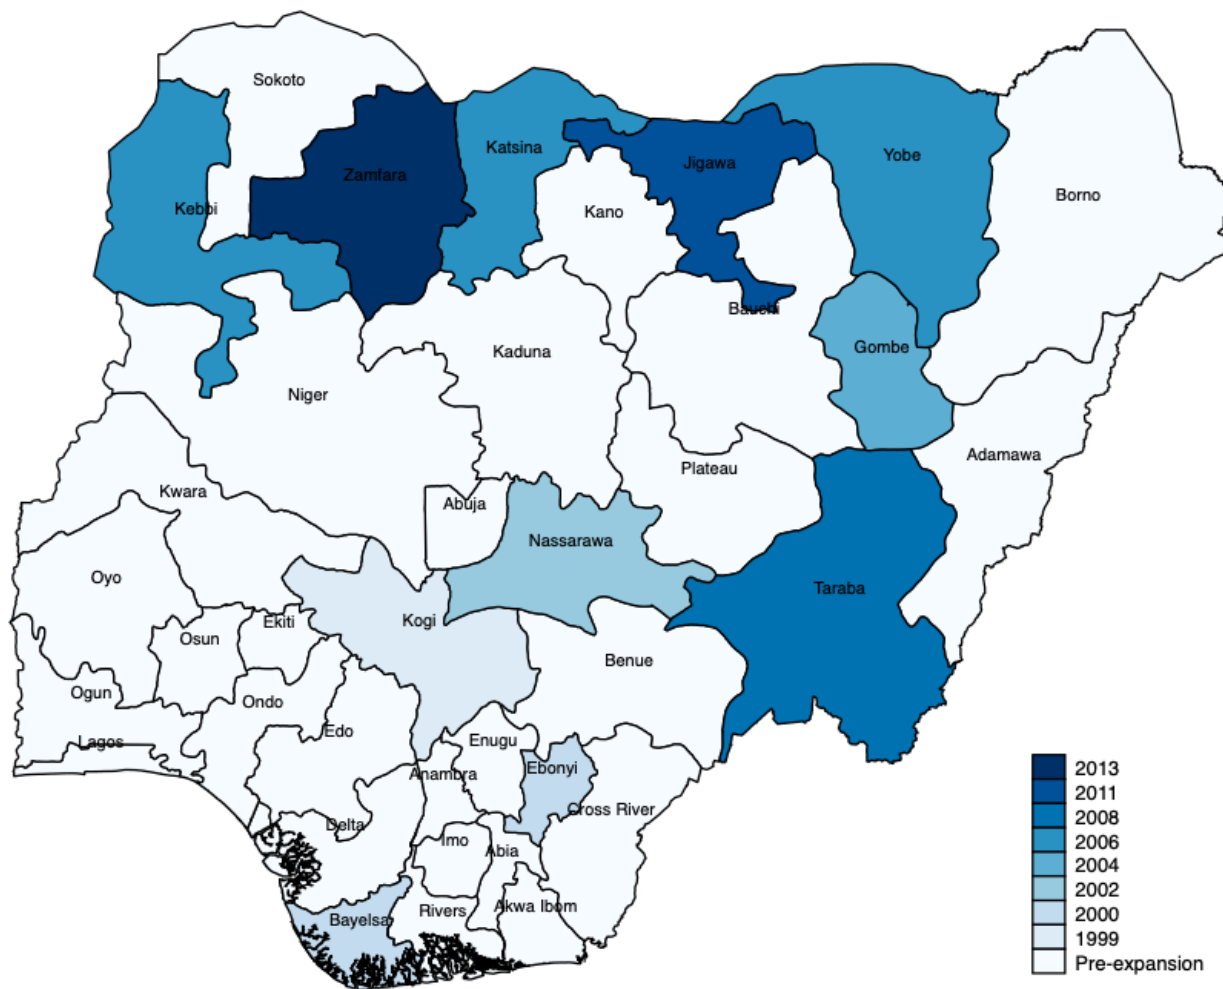 Sokoto
Katsina
Yobe
Jigawa
Zamfara
Borno
Kebbi
Kano
Bauchi
Gombe
Kaduna
Niger
Adamawa
Plateau
Kwara
Abuja
Nassarawa
Oyo
Taraba
Kogi
Ekiti
Osun
Benue
Ogun
Ondo
Edo
Lagos
Enugu
Anambra
Ebonyi
Cross River
Delta
Imo
Abia
Akwa Ibom
Rivers
Bayelsa
2013
2011
2008
2006
2004
2002
2000
1999
Pre-expansion